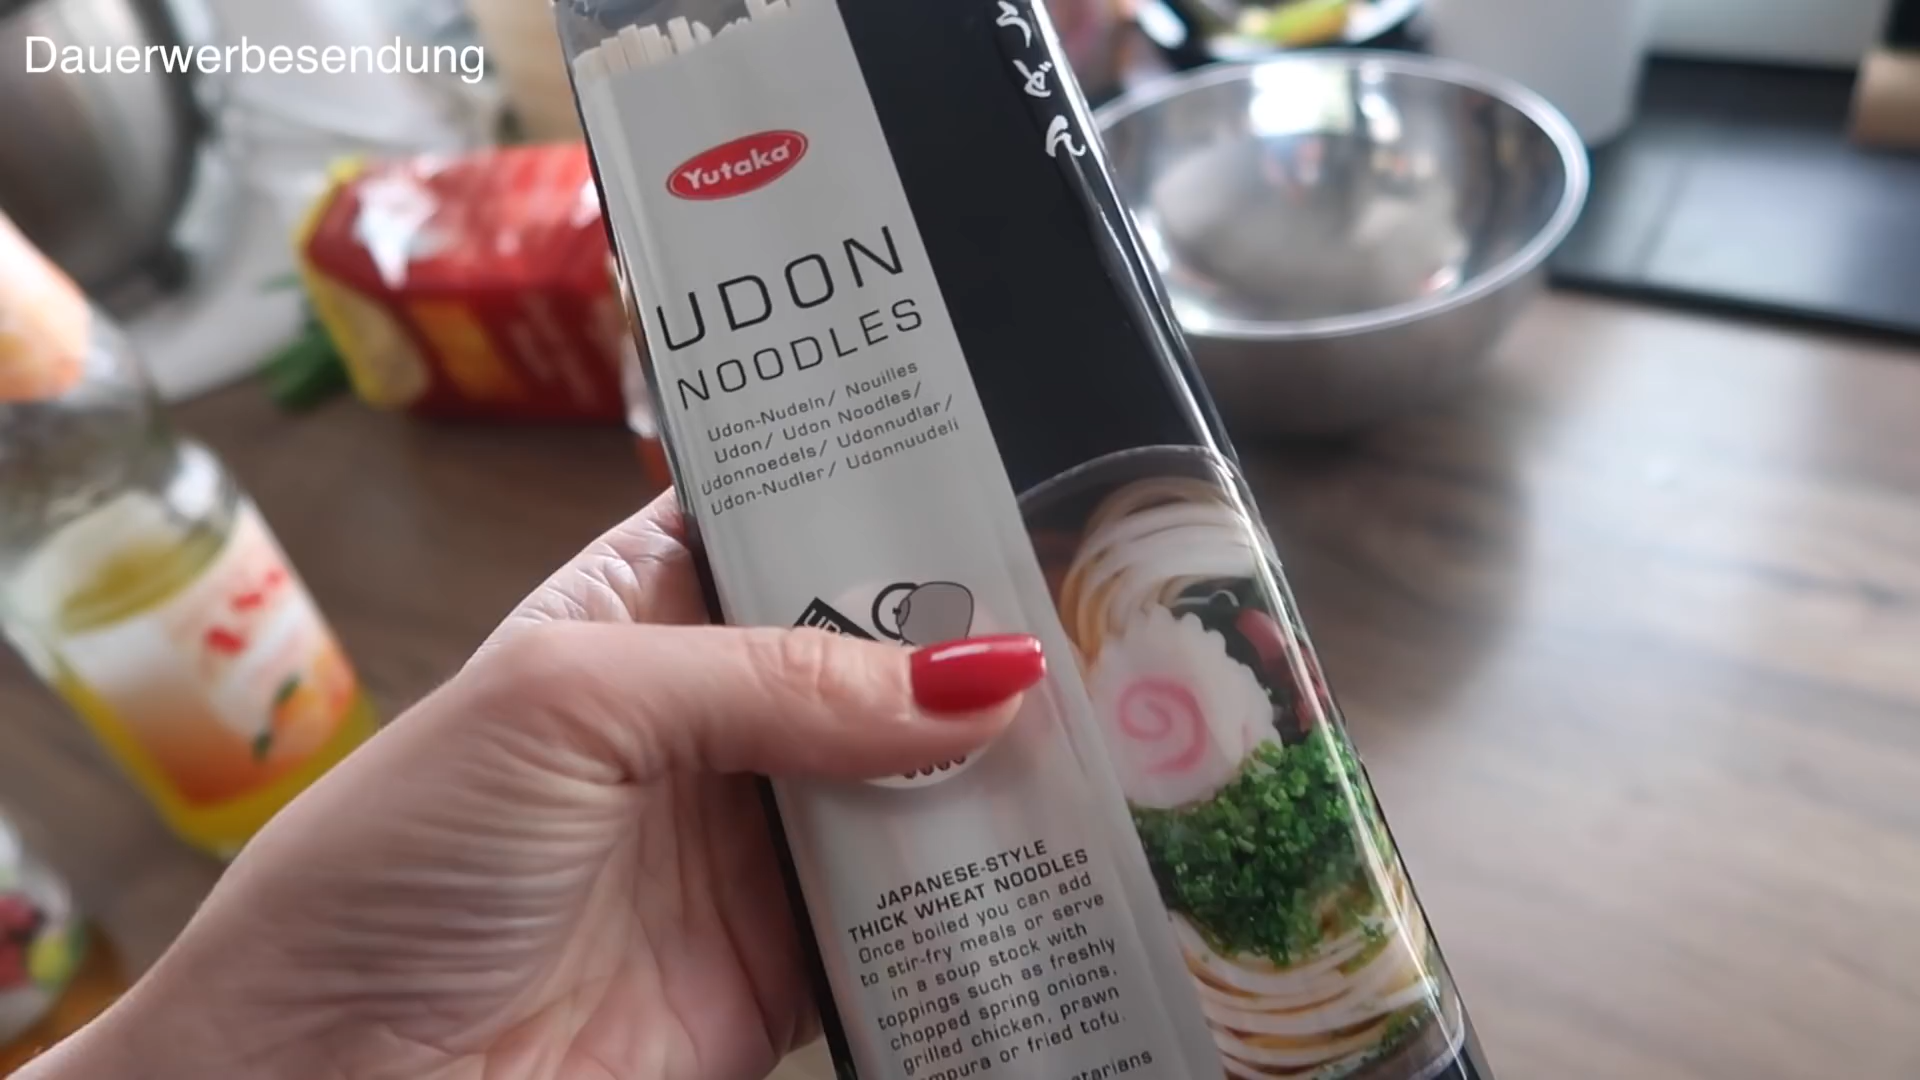 Dauerwerbesendung
うどん
Yutaka
UDON
NOODLES
Udon-Nudeln/ Nouilles
Udon/ Udon Noodles/
Udonnoedels/ Udonnudlar/
Udon-Nudler/ Udonnuudeli
JAPANESE-STYLE
THICK WHEAT NOODLES
Once boiled you can add
to stir-fry meals or serve
in a soup stock with
toppings such as freshly
chopped spring onions,
grilled chicken, prawn
or fried tofu.